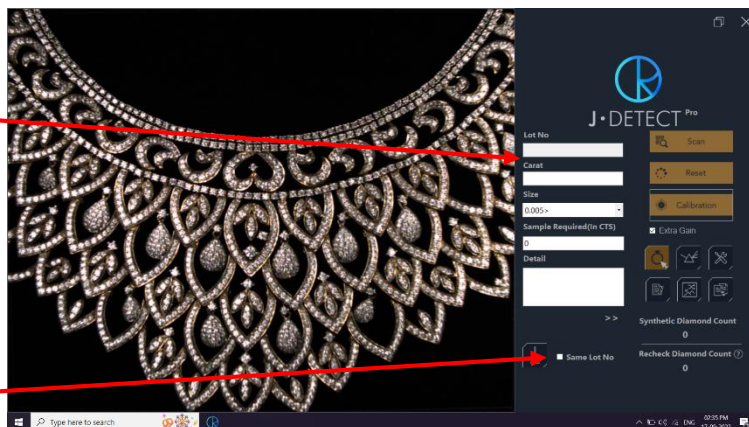 J·DETECT Pro
Lot No
Scan
Carat
Reset
Size
0.005>
Calibration
Sample Required(In CTS)
Extra Gain
0
Detail
>>
Synthetic Diamond Count
0
Same Lot No
Recheck Diamond Count ?
0
Type here to search
ENG
02:35 PM